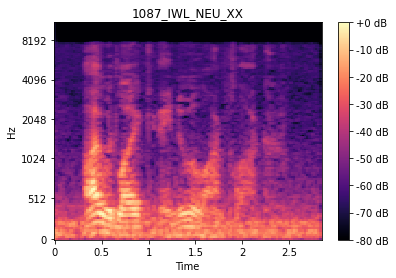 1087_IWL_NEU_XX
+0 dB
8192
-10 dB
4096
-20 dB
-30 dB
2048
Hz
-40 dB
1024
-50 dB
512
-60 dB
-70 dB
0
-80 dB
0 0.5 1 1.5 2 2.5
Time